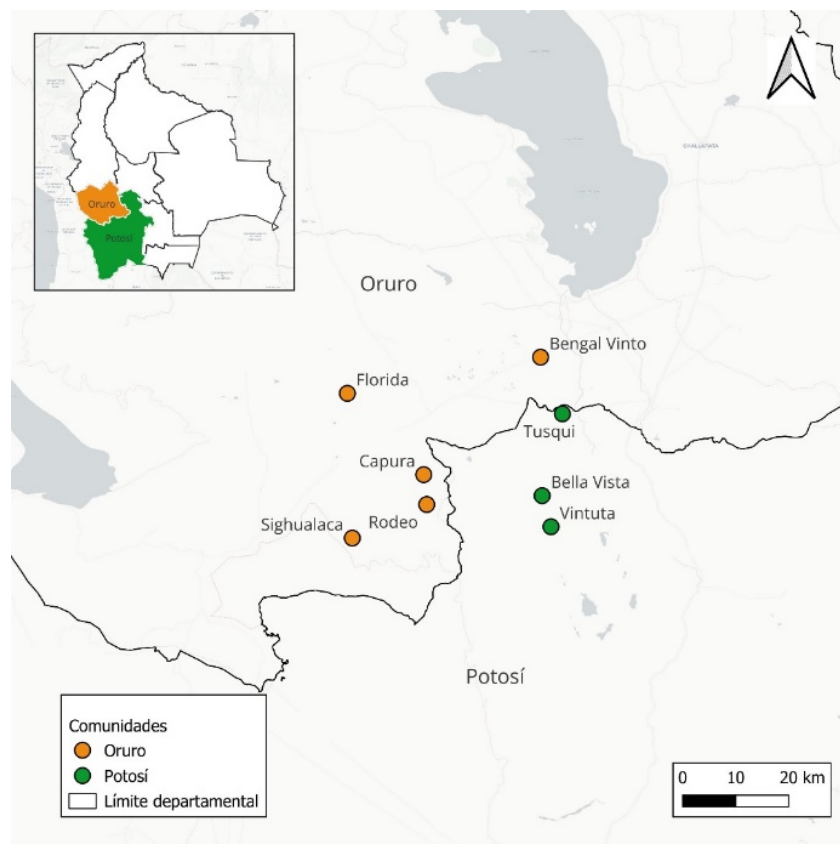 Oruro
Potosí
CHALLAPATA
Oruro
Bengal Vinto
Florida
Tusqui
Capura
Bella Vista
Rodeo
Vintuta
Sighualaca
Potosí
Comunidades
Oruro
Potosí
Límite departamental
0 10 20 km